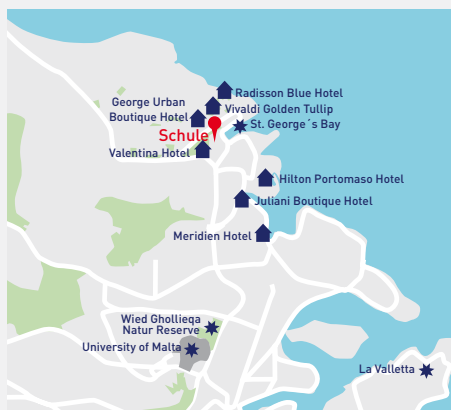 Radisson Blue Hotel
George Urban
Boutique Hotel
Vivaldi Golden Tullip
St. George´s Bay
Schule
Valentina Hotel
Hilton Portomaso Hotel
Juliani Boutique Hotel
Meridien Hotel
Wied Ghollieqa
Natur Reserve
University of Malta
La Valletta